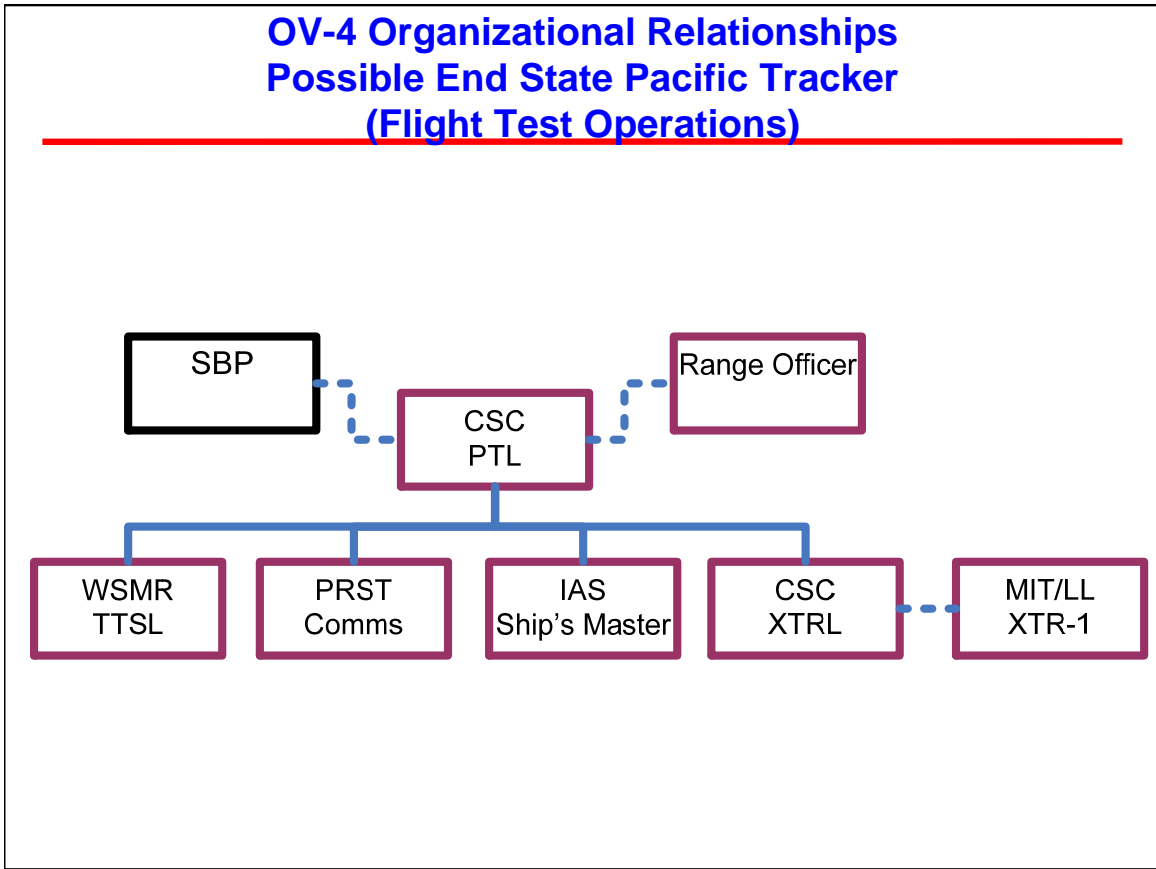 OV-4 Organizational Relationships
Possible End State Pacific Tracker
(Flight Test Operations)
SBP
Range Officer
CSC
PTL
WSMR
TTSL
PRST
Comms
IAS
Ship's Master
CSC
XTRL
MIT/LL
XTR-1